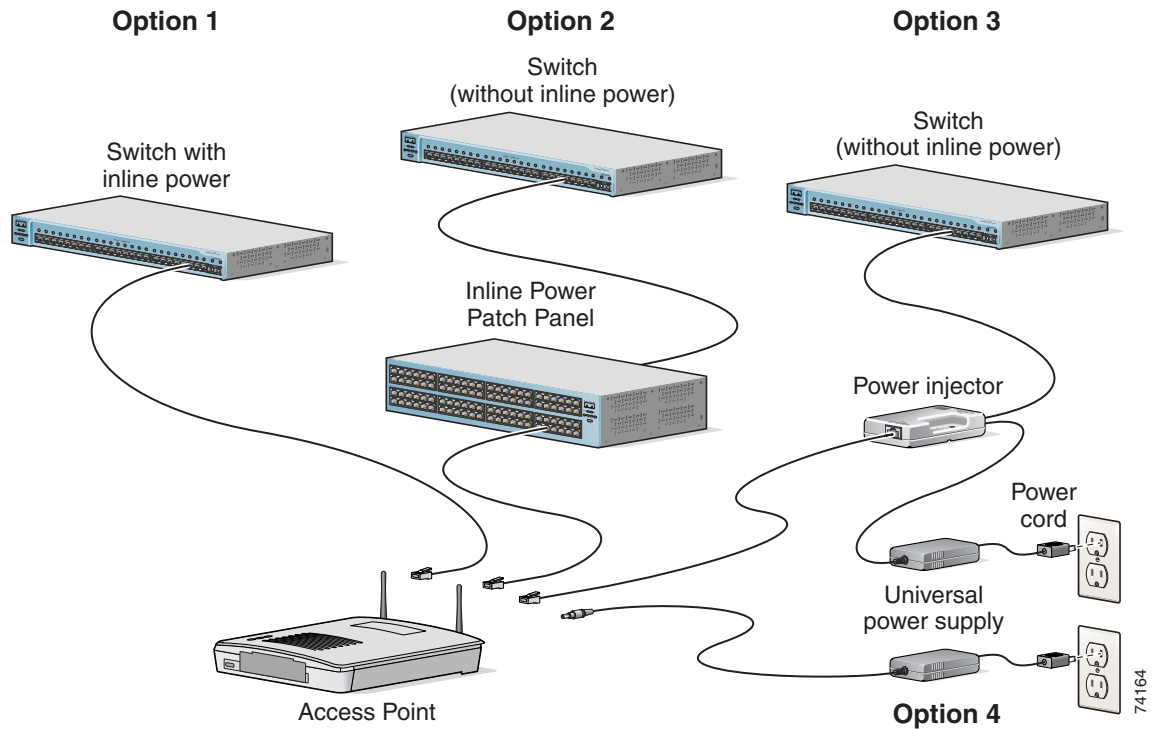 Option 1
Option 2
Option 3
Switch
(without inline power)
Switch
(without inline power)
Switch with
inline power
Inline Power
Patch Panel
Power injector
Power
cord
Universal
power supply
Access Point
Option 4
74164